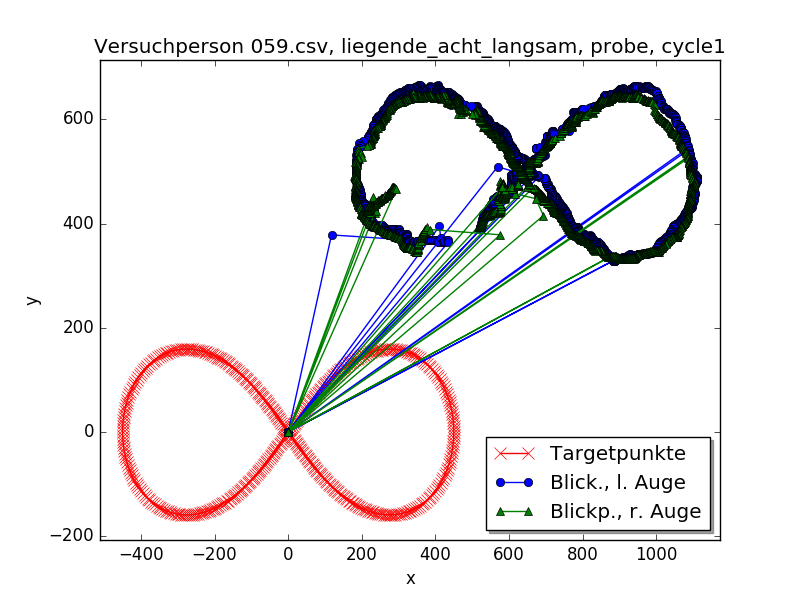 Versuchperson 059.csv, liegende_acht_langsam, probe, cycle1
600
400
200
0
−200
y
−400
−200
0
200
400
600
800
1000
x
Targetpunkte
Blick., l. Auge
Blickp., r. Auge